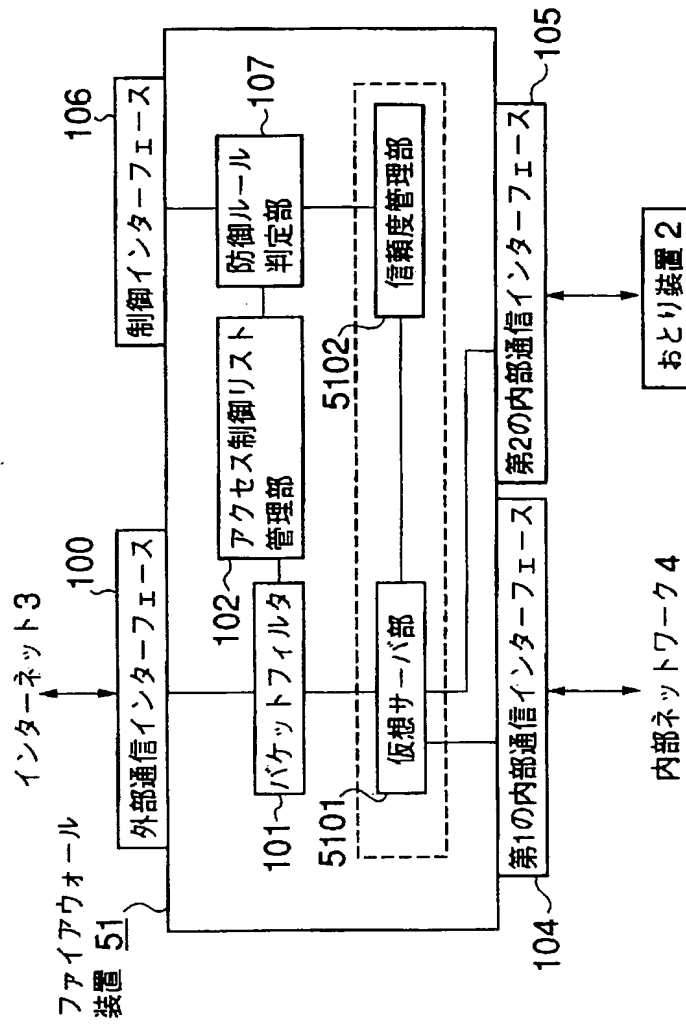 ファイアウォール
装置 51
インターネット3
100
106
外部通信インターフェース
制御インターフェース
102
107
バケットフィルタ
アクセス制御リスト
管理部
防御ルール
判定部
101
5101
5102
仮想サーバ部
信頼度管理部
105
第1の内部通信インターフェース
第2の内部通信インターフェース
104
内部ネットワーク4
おとり装置2